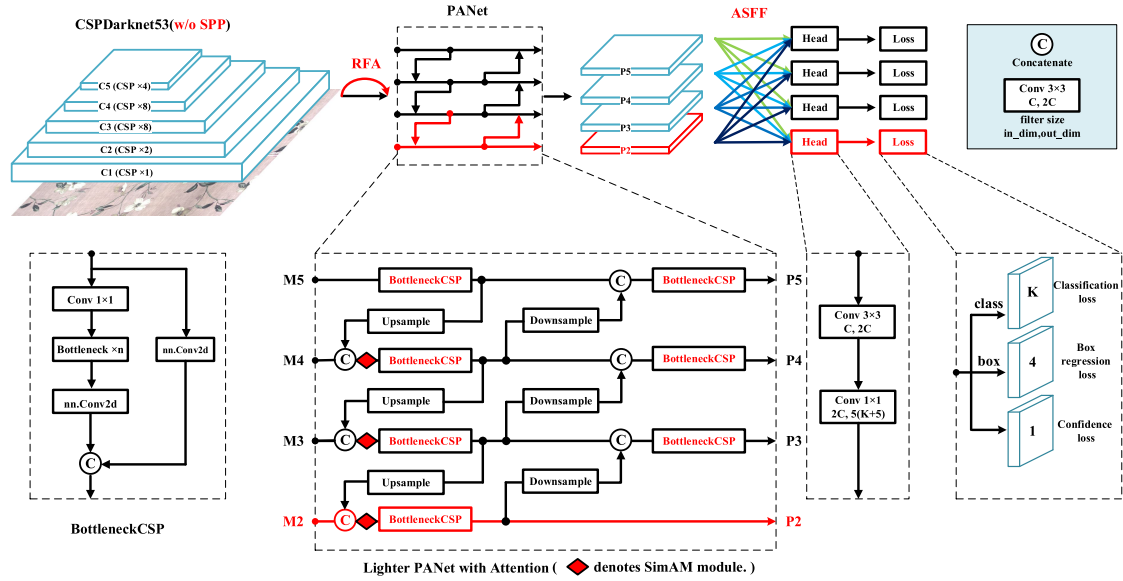 CSPDarknet53(w/o SPP)
C5 (CSP ×4)
C4 (CSP ×8)
C3 (CSP ×8)
C2 (CSP ×2)
C1 (CSP ×1)
RFA
PANet
P5
P4
P3
P2
ASFF
Head
Loss
Head
Loss
Head
Loss
Head
Loss
C
Concatenate
Conv 3×3
C, 2C
filter size
in_dim,out_dim
Conv 1×1
Bottleneck ×n
nn.Conv2d
nn.Conv2d
C
BottleneckCSP
M5
BottleneckCSP
C
BottleneckCSP
P5
Upsample
Downsample
M4
C
BottleneckCSP
C
BottleneckCSP
P4
Upsample
Downsample
M3
C
BottleneckCSP
C
BottleneckCSP
P3
Upsample
Downsample
M2
C
BottleneckCSP
P2
Lighter PANet with Attention ( denotes SimAM module. )
Conv 3×3
C, 2C
Conv 1×1
2C, 5(K+5)
class
K
Classification
loss
box
4
Box
regression
loss
1
Confidence
loss